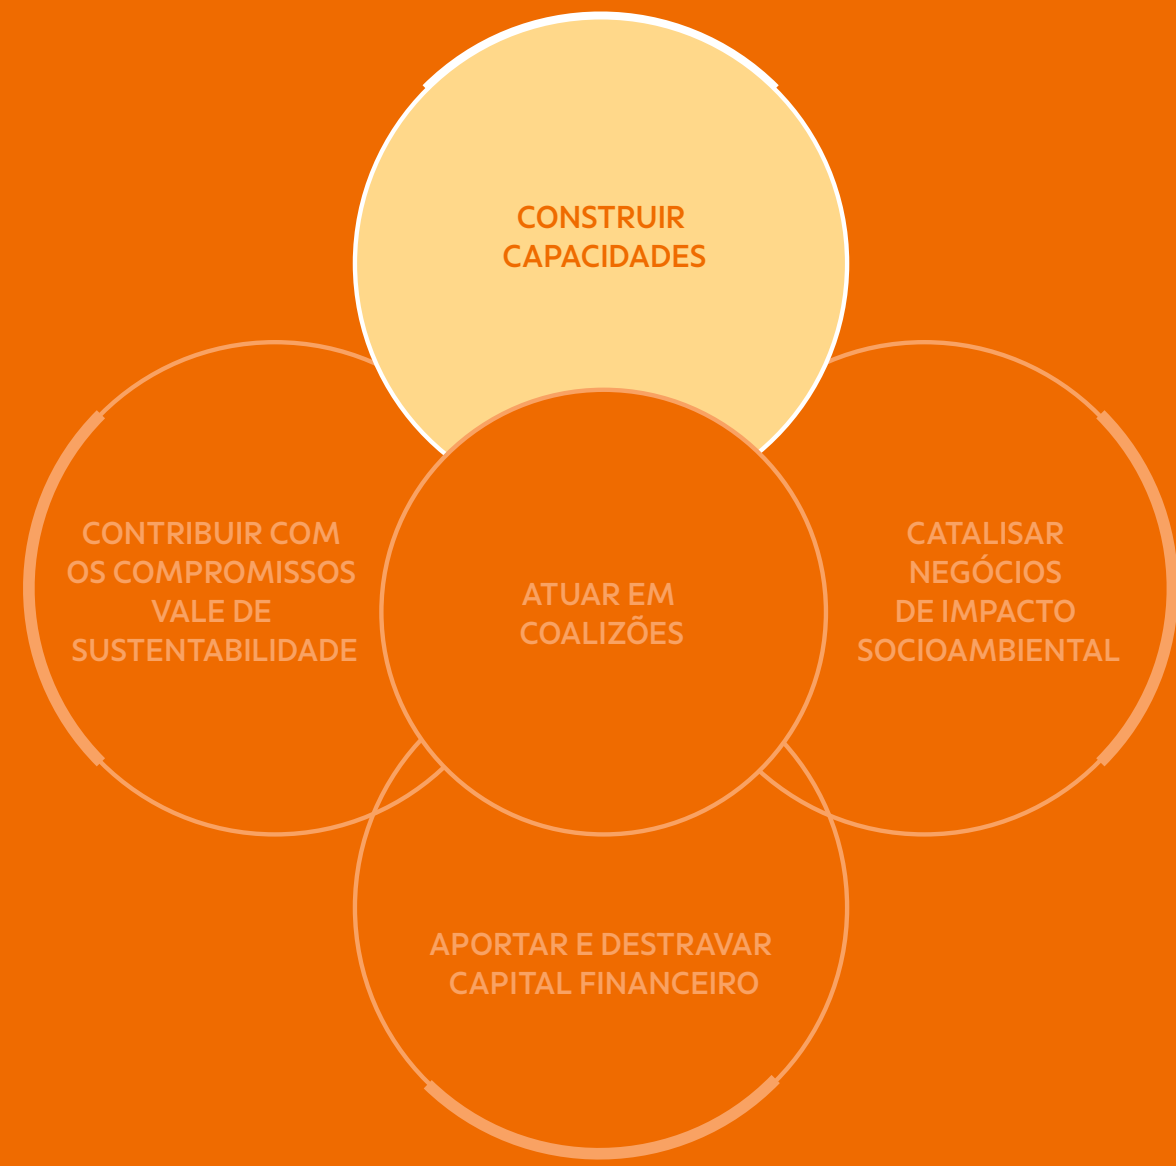 CONSTRUIR
CAPACIDADES
CONTRIBUIR COM
OS COMPROMISSOS
VALE DE
SUSTENTABILIDADE
ATUAR EM
COALIZÕES
CATALISAR
NEGÓCIOS
DE IMPACTO
SOCIOAMBIENTAL
APORTAR E DESTRAVAR
CAPITAL FINANCEIRO